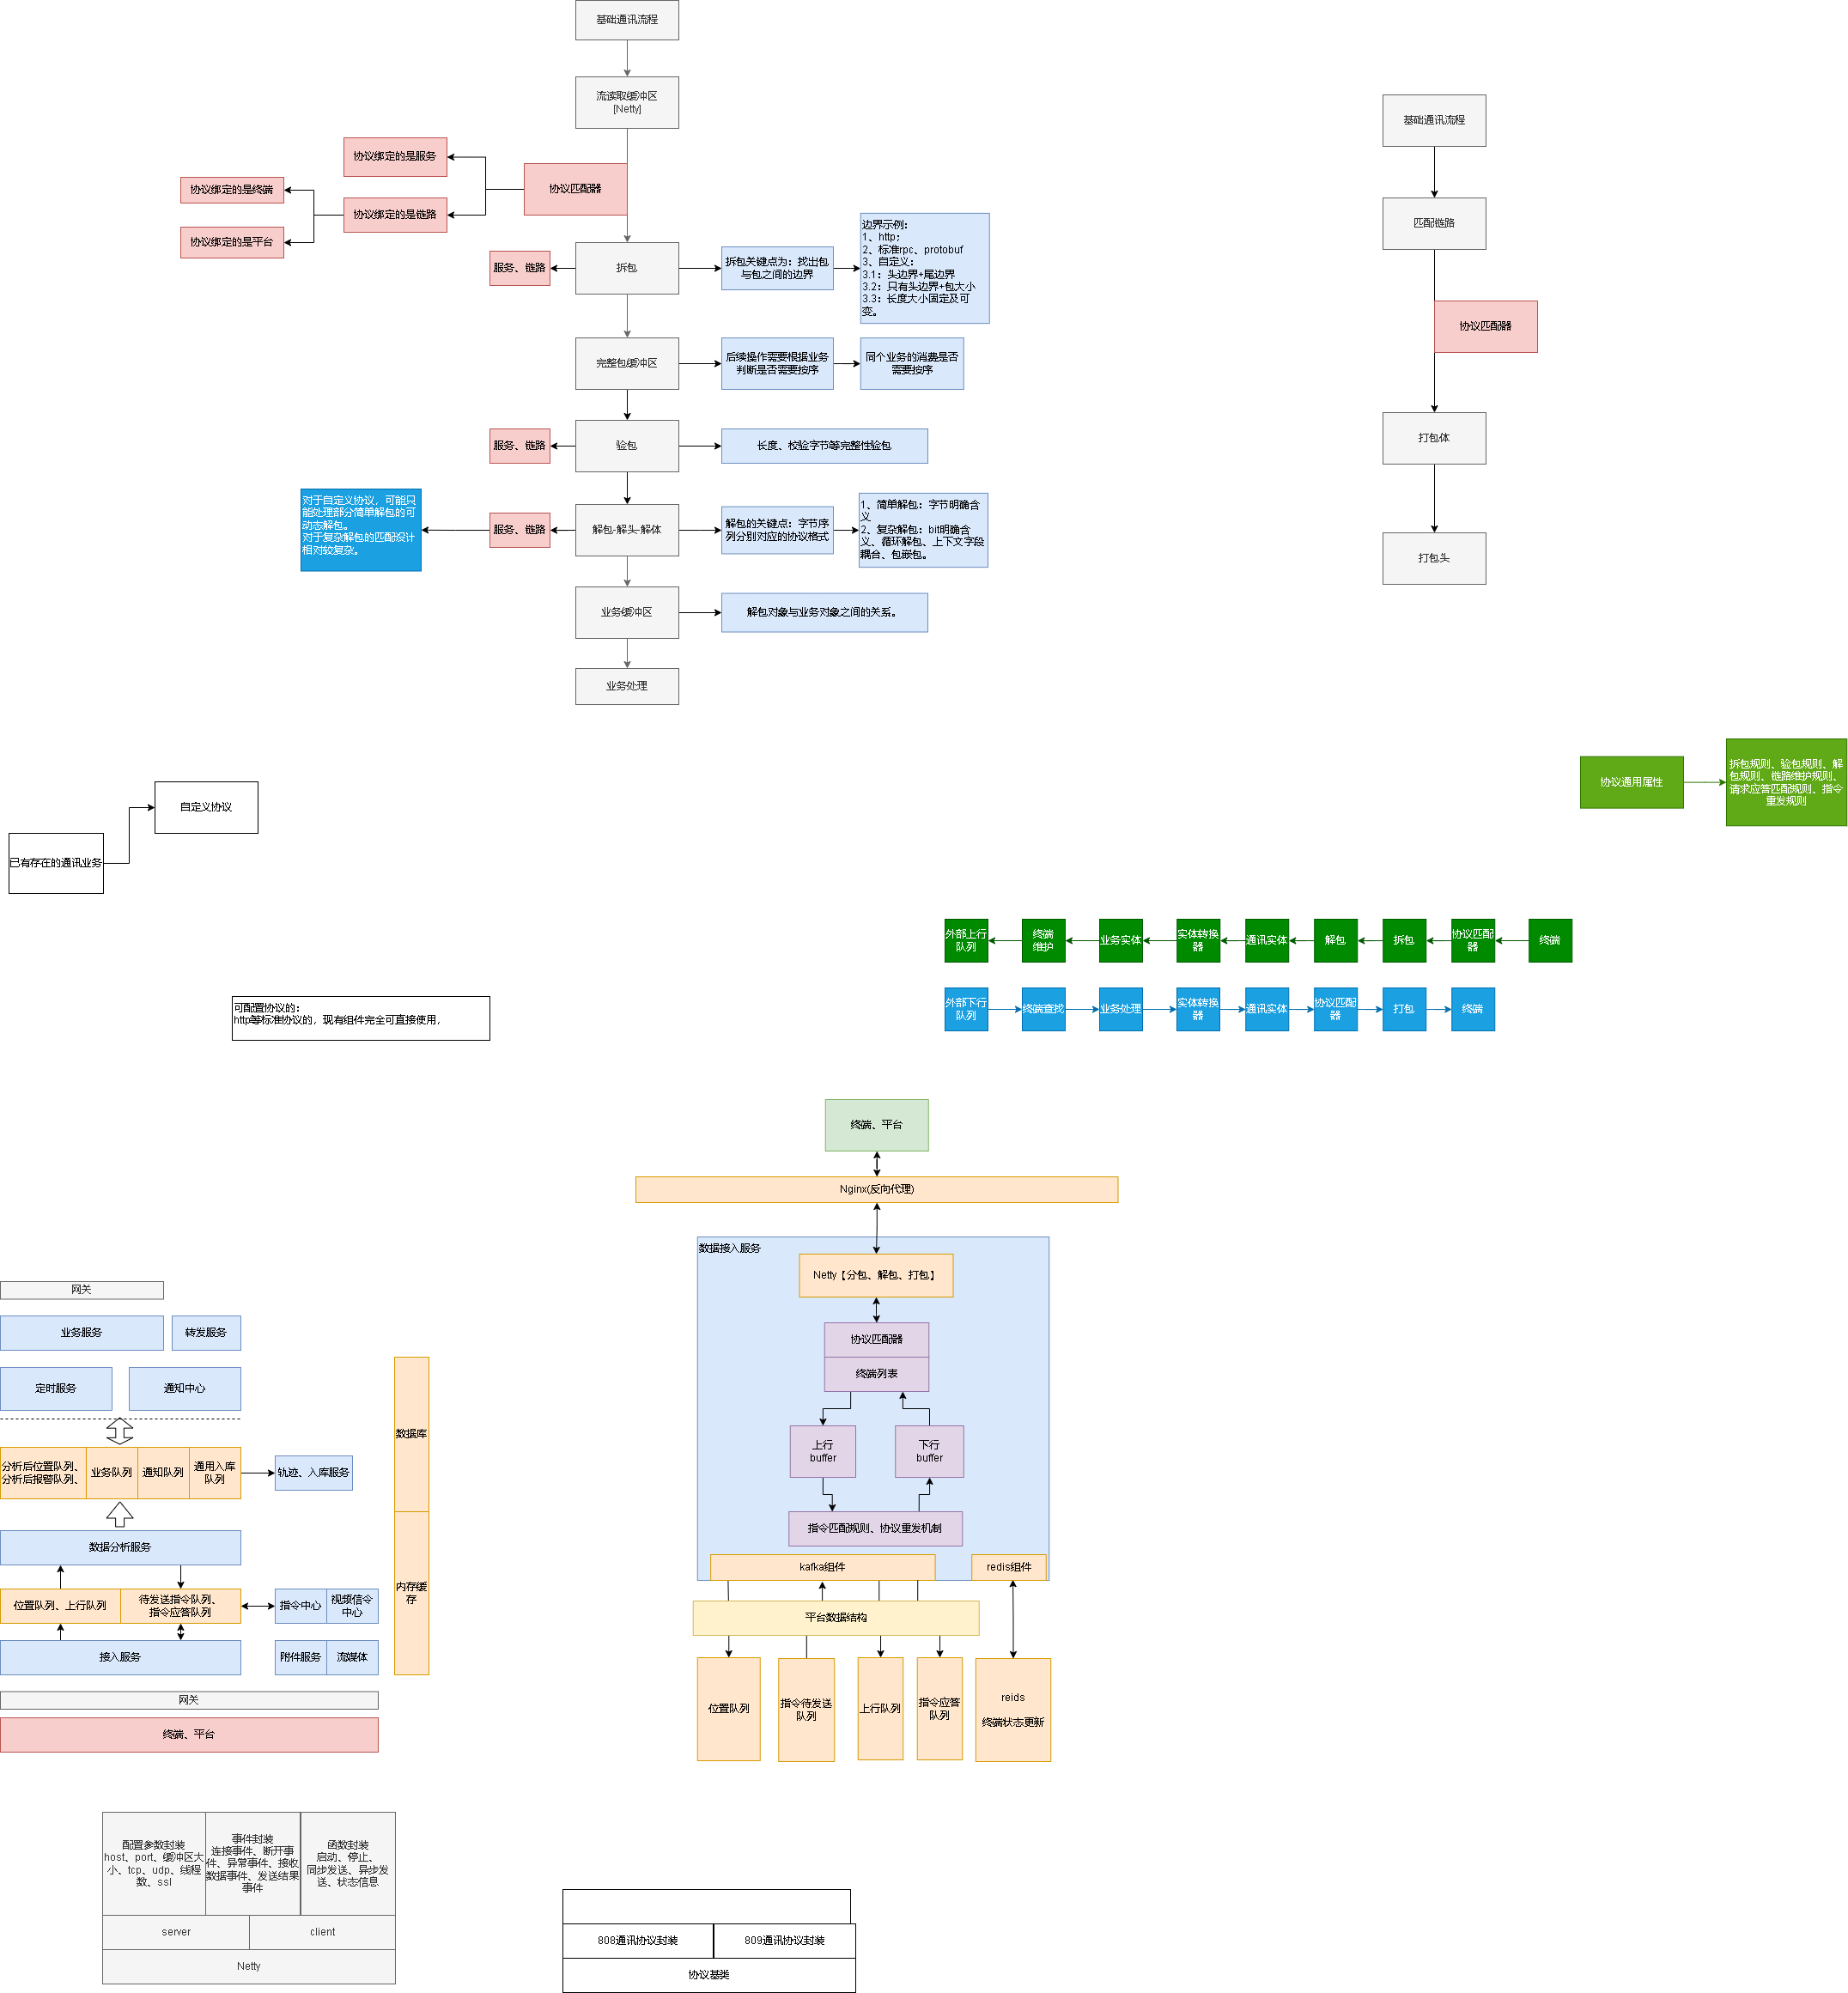 基础通讯流程
流读取缓冲区
[Netty]
协议匹配器
协议绑定的是服务
协议绑定的是链路
协议绑定的是终端
协议绑定的是平台
服务、链路
拆包
拆包关键点为：找出包
与包之间的边界
边界示例：
1、http；
2、标准rpc、protobuf
3、自定义：
3.1：头边界+尾边界
3.2：只有头边界+包大小
3.3：长度大小固定及可
变。
完整包缓冲区
后续操作需要根据业务
判断是否需要按序
同个业务的消费是否
需要按序
服务、链路
验包
长度、校验字节等完整性验包
对于自定义协议，可能只
能处理部分简单解包的可
动态解包。
对于复杂解包的匹配设计
相对较复杂。
服务、链路
解包-解头-解体
解包的关键点：字节序
列分别对应的协议格式
1、简单解包：字节明确含
义
2、复杂解包：bit明确含
义、循环解包、上下文字段
耦合、包嵌包。
业务缓冲区
解包对象与业务对象之间的关系。
业务处理
基础通讯流程
匹配链路
协议匹配器
打包体
打包头
协议通用属性
拆包规则、验包规则、解
包规则、链路维护规则、
请求应答匹配规则、指令
重发规则
自定义协议
已有存在的通讯业务
外部上行
队列
终端
维护
业务实体
实体转换
器
通讯实体
解包
拆包
协议匹配
器
终端
外部下行
队列
终端查找
业务处理
实体转换
器
通讯实体
协议匹配
器
打包
终端
可配置协议的：
http等标准协议的，现有组件完全可直接使用，
终端、平台
Nginx(反向代理)
数据接入服务
Netty【分包、解包、打包】
协议匹配器
终端列表
上行
buffer
下行
buffer
指令匹配规则、协议重发机制
kafka组件
redis组件
平台数据结构
位置队列
指令待发送
队列
上行队列
指令应答
队列
reids
终端状态更新
网关
业务服务
转发服务
定时服务
通知中心
分析后位置队列、
分析后报警队列、
业务队列
通知队列
通用入库
队列
轨迹、入库服务
数据库
数据分析服务
位置队列、上行队列
待发送指令队列、
指令应答队列
指令中心
视频信令
中心
内存缓
存
接入服务
附件服务
流媒体
网关
终端、平台
配置参数封装
host、port、缓冲区大
小、tcp、udp、线程
数、ssl
事件封装
连接事件、断开事
件、异常事件、接收
数据事件、发送结果
事件
函数封装
启动、停止、
同步发送、异步发
送、状态信息
server
client
Netty
808通讯协议封装
809通讯协议封装
协议基类